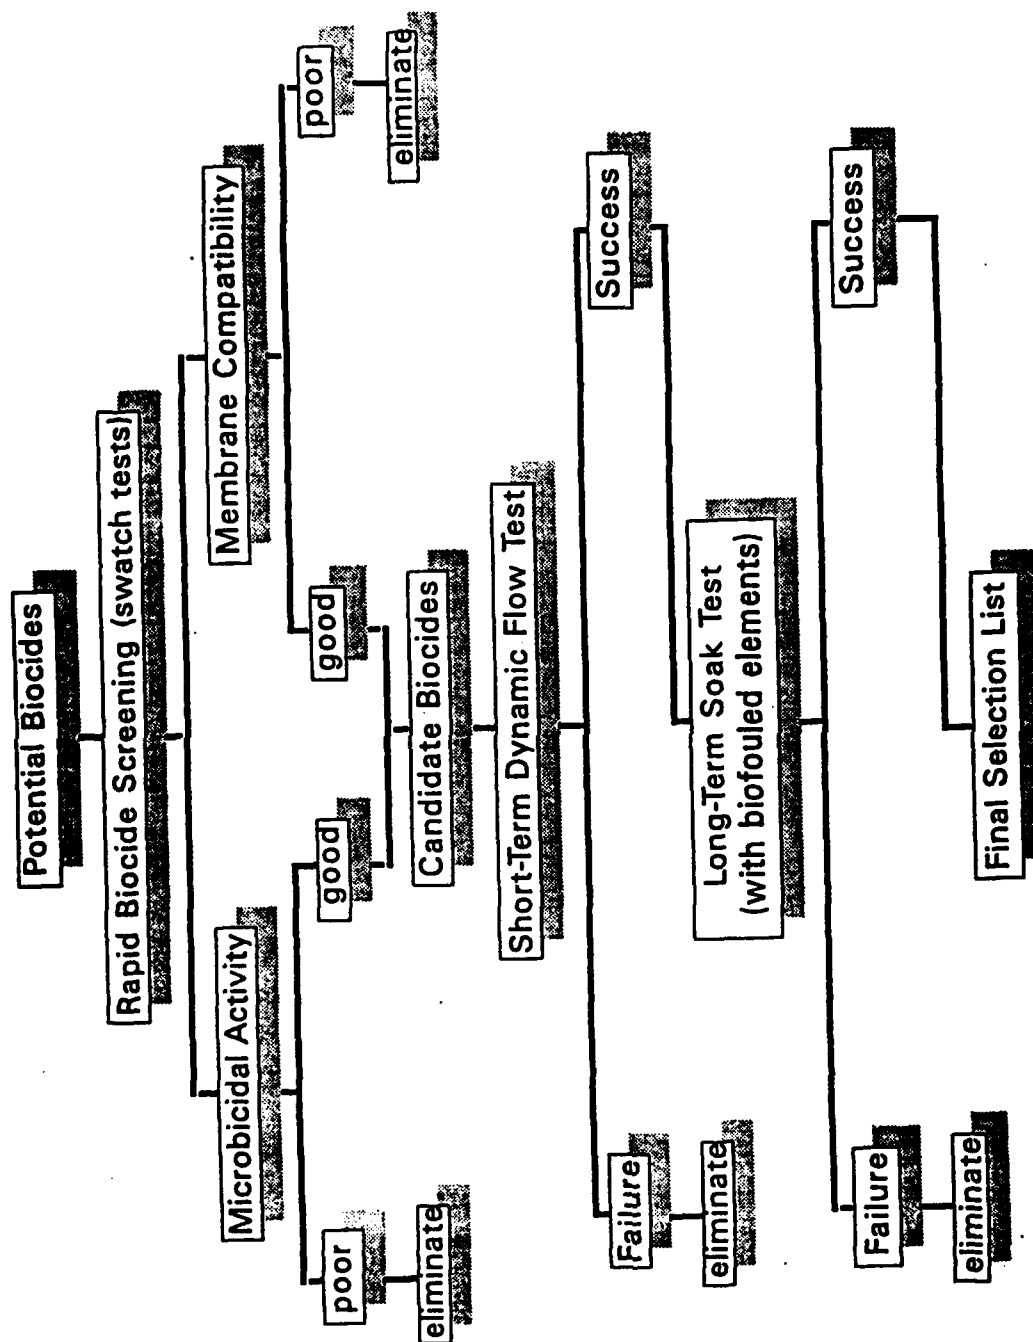 Potential Biocides
Rapid Biocide Screening (swatch tests)
Microbicidal Activity
Membrane Compatibility
poor
good
good
poor
eliminate
Candidate Biocides
eliminate
Short-Term Dynamic Flow Test
Failure
Success
eliminate
Long-Term Soak Test
(with biofouled elements)
Failure
Success
eliminate
Final Selection List